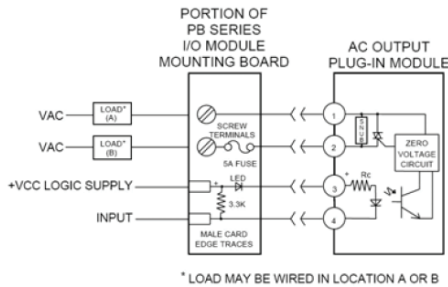 PORTION OF
PB SERIES
I/O MODULE
MOUNTING BOARD
AC OUTPUT
PLUG-IN MODULE
VAC
LOAD*
(A)
VAC
LOAD*
(B)
SCREW
TERMINALS
5A FUSE
1
2
SNUB
ZERO
VOLTAGE
CIRCUIT
+VCC LOGIC SUPPLY
+
LED
3.3K
3
+
Rc
INPUT
4
MALE CARD
EDGE TRACES
* LOAD MAY BE WIRED IN LOCATION A OR B